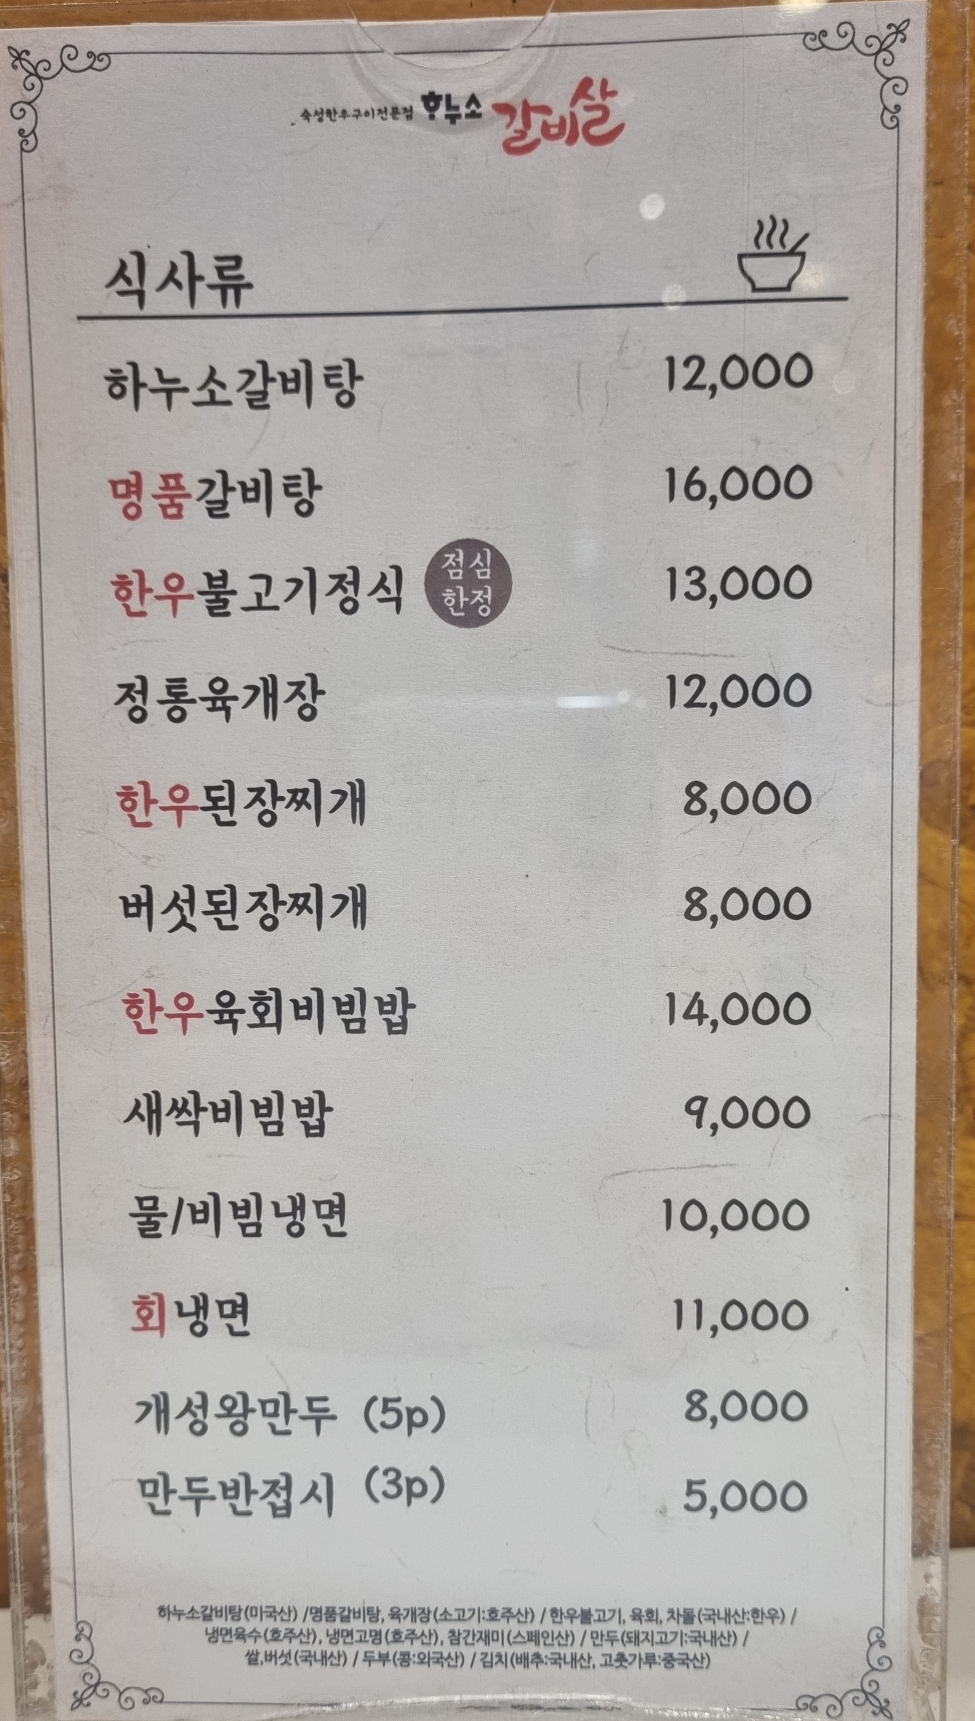 숙성한우구이전문점 하누소 갈비살
식사류
하누소갈비탕 12,000
명품갈비탕 16,000
한우불고기정식 점심한정 13,000
정통육개장 12,000
한우된장찌개 8,000
버섯된장찌개 8,000
한우육회비빔밥 14,000
새싹비빔밥 9,000
물/비빔냉면 10,000
회냉면 11,000
개성왕만두 (5p) 8,000
만두반접시 (3p) 5,000
하누소갈비탕(미국산) /명품갈비탕, 육개장(소고기:호주산) / 한우불고기, 육회, 차돌(국내산:한우) /
냉면육수(호주산), 냉면고명(호주산), 참간재미(스페인산) / 만두(돼지고기:국내산) /
쌀,버섯(국내산) / 두부(콩:외국산) / 김치(배추:국내산, 고춧가루:중국산)